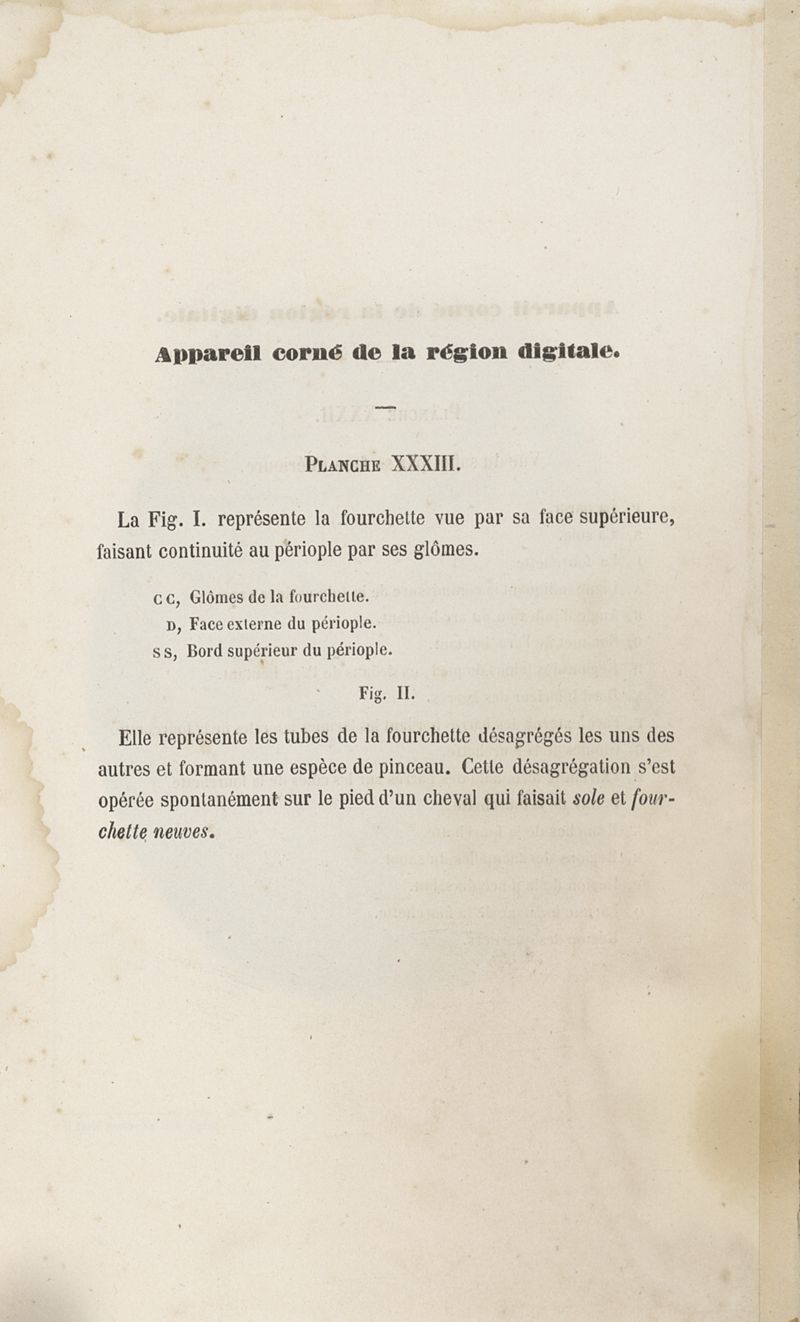 Appareil corné de la région digitale.
PLANCHE XXXIII.
La Fig. I. représente la fourchette vue par sa face supérieure,
faisant continuité au périople par ses glômes.
C C, Glômes de la fourchette.
D, Face externe du périople.
S S, Bord supérieur du périople.
Fig. II.
Elle représente les tubes de la fourchette désagrégés les uns des
autres et formant une espèce de pinceau. Cette désagrégation s'est
opérée spontanément sur le pied d'un cheval qui faisait sole et four-
chette neuves.